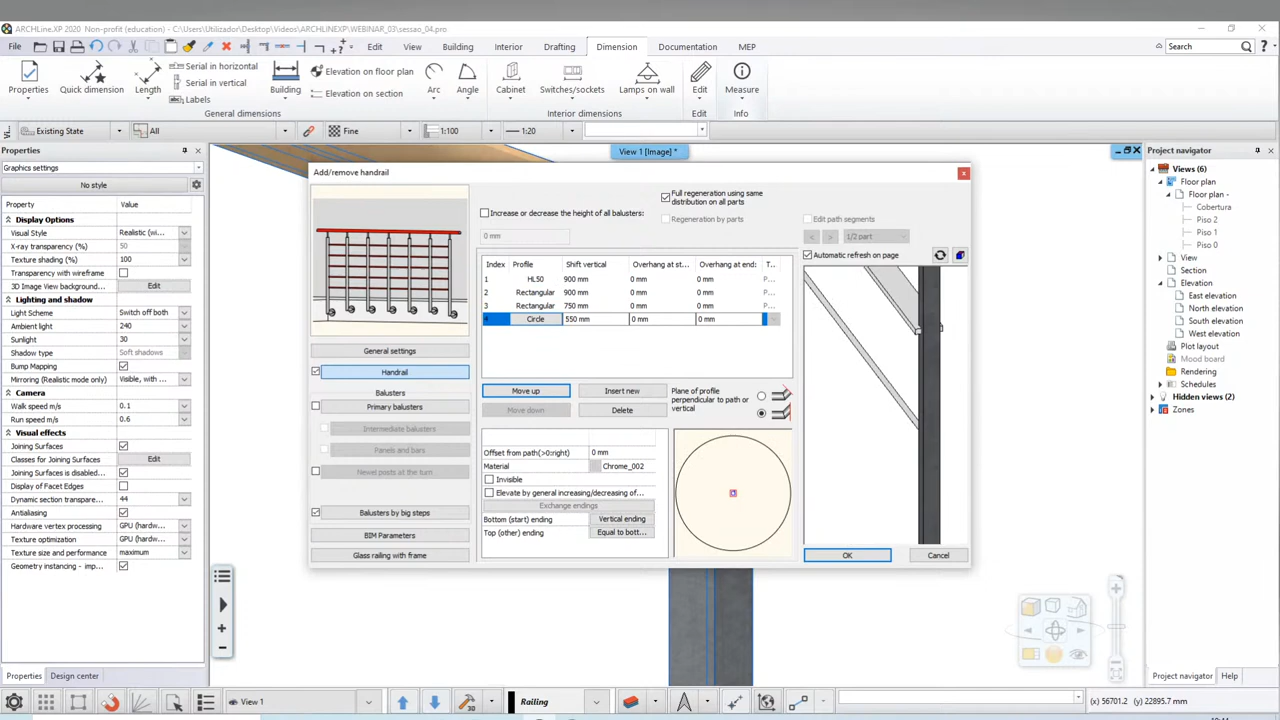 ARCHLine.XP 2020 Non-profit (education) - C:\Users\Utilizador\Desktop\Videos\ARCHLINEXP\WEBINAR_03\sessao_04.pro
File Edit View Building Interior Drafting Dimension Documentation MEP Search
Properties Quick dimension Length Serial in horizontal Building Elevation on floor plan Arc Angle Cabinet Switches/sockets Lamps on wall Edit Measure
Serial in vertical Elevation on section
Labels
General dimensions Interior dimensions Edit Info
Existing State All Fine 1:100 1:20
Properties View 1 [Image] * Project navigator
Graphics settings
No style
Property Value
Display Options
Visual Style Realistic (wi...
X-ray transparency (%) 50
Texture shading (%) 100
Transparency with wireframe
3D Image View background... Edit
Lighting and shadow
Light Scheme Switch off both
Ambient light 240
Sunlight 30
Shadow type Soft shadows
Bump Mapping
Mirroring (Realistic mode only) Visible, with ...
Camera
Walk speed m/s 0.1
Run speed m/s 0.6
Visual effects
Joining Surfaces
Classes for Joining Surfaces Edit
Joining Surfaces is disabled...
Display of Facet Edges
Dynamic section transpare... 44
Antialiasing
Hardware vertex processing GPU (hardw...
Texture optimization GPU (hardw...
Texture size and performance maximum
Geometry instancing - imp...
Properties Design center
Add/remove handrail
General settings
Handrail
Balusters
Primary balusters
Intermediate balusters
Panels and bars
Newel posts at the turn
Balusters by big steps
BIM Parameters
Glass railing with frame
Increase or decrease the height of all balusters:
0 mm
Full regeneration using same
distribution on all parts
Regeneration by parts
Edit path segments
< > 1/2 part
Automatic refresh on page
Index Profile Shift vertical Overhang at st... Overhang at end: T...
1 HL50 900 mm 0 mm 0 mm P...
2 Rectangular 900 mm 0 mm 0 mm P...
3 Rectangular 750 mm 0 mm 0 mm P...
4 Circle 550 mm 0 mm 0 mm
Move up Insert new
Move down Delete
Plane of profile
perpendicular to path or
vertical
Offset from path(>0:right) 0 mm
Material Chrome_002
Invisible
Elevate by general increasing/decreasing of...
Exchange endings
Bottom (start) ending Vertical ending
Top (other) ending Equal to bott...
OK Cancel
Views (6)
Floor plan
Floor plan -
Cobertura
Piso 2
Piso 1
Piso 0
View
Section
Elevation
East elevation
North elevation
South elevation
West elevation
Plot layout
Mood board
Rendering
Schedules
Hidden views (2)
Zones
Project navigator Help
View 1 Railing (x) 56701.2 (y) 22895.7 mm